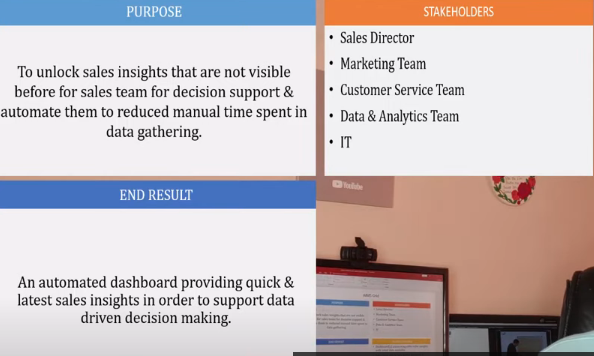 PURPOSE
To unlock sales insights that are not visible
before for sales team for decision support &
automate them to reduced manual time spent in
data gathering.
STAKEHOLDERS
• Sales Director
• Marketing Team
• Customer Service Team
• Data & Analytics Team
• IT
END RESULT
An automated dashboard providing quick &
latest sales insights in order to support data
driven decision making.
YouTube